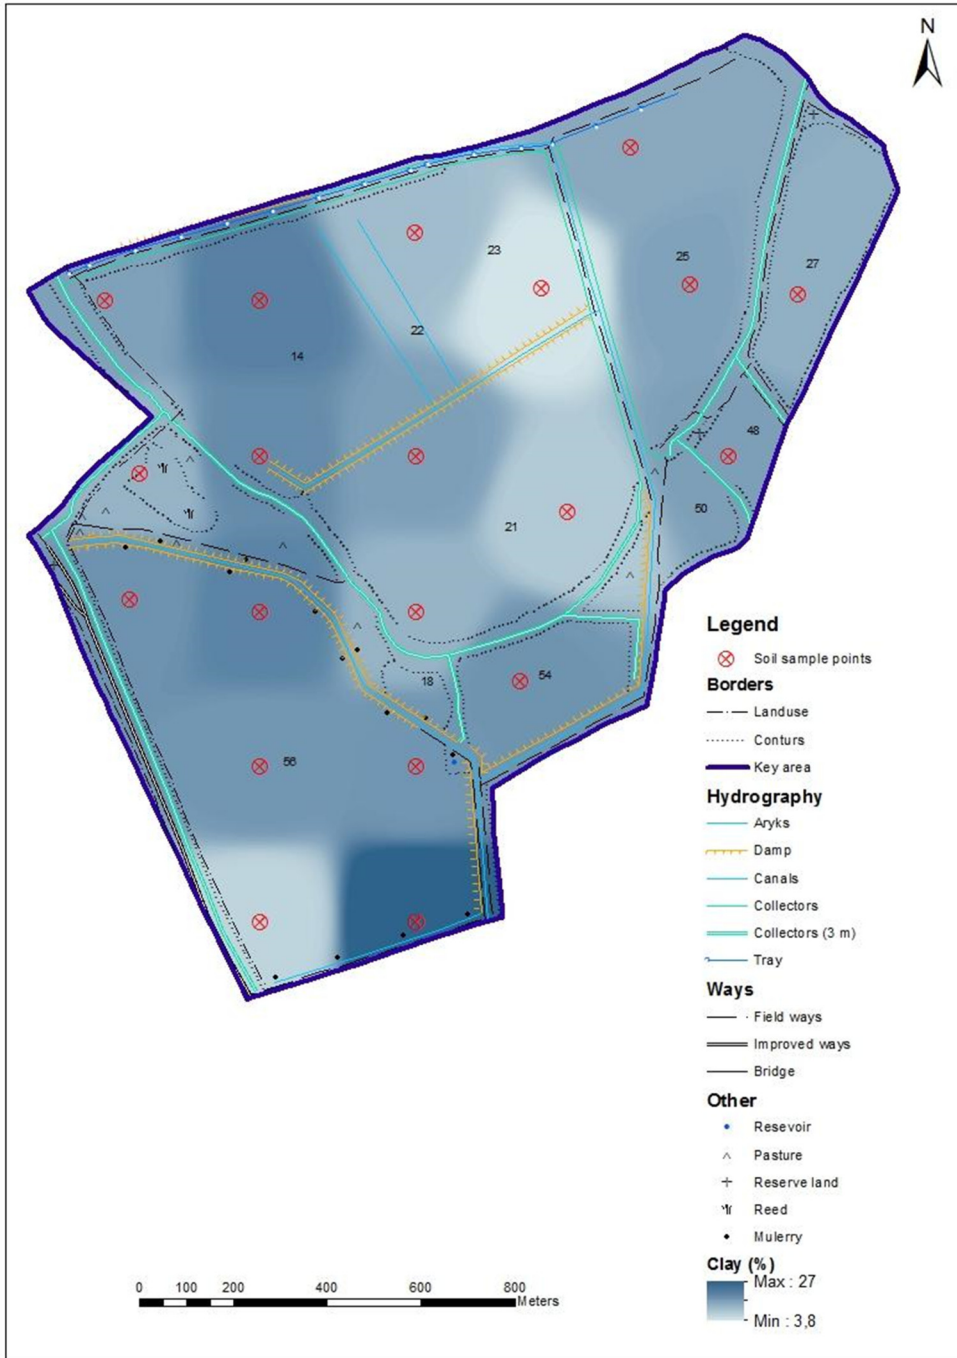 N
23
25
27
22
14
48
21
50
18
54
56
Legend
Soil sample points
Borders
Landuse
Conturs
Key area
Hydrography
Aryks
Damp
Canals
Collectors
Collectors (3 m)
Tray
Ways
Field ways
Improved ways
Bridge
Other
Resevoir
Pasture
Reserve land
Reed
Mulerry
Clay (%)
Max : 27
Min : 3,8
0 100 200 400 600 800
Meters